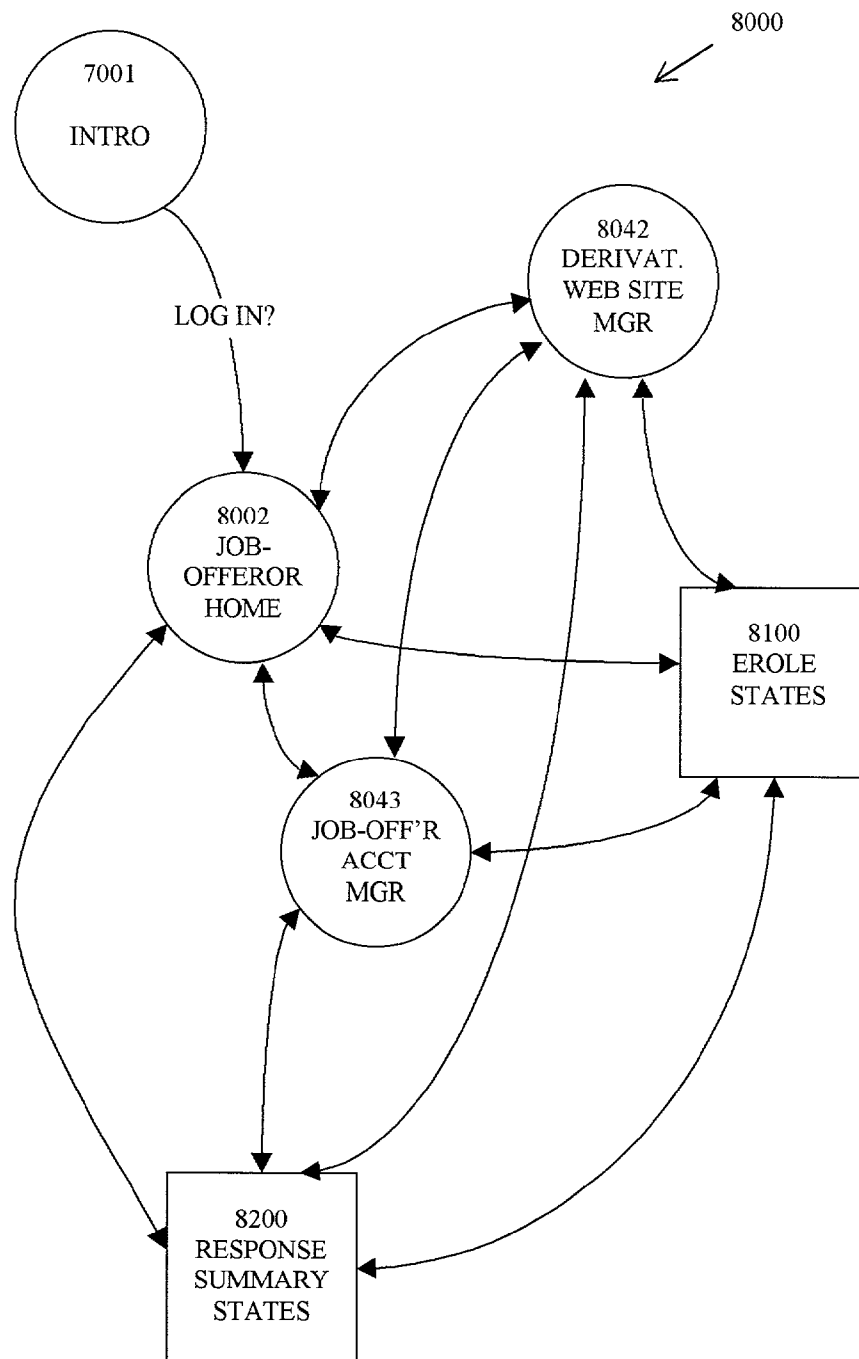 8000
7001
INTRO
8042
DERIVAT.
WEB SITE
MGR
LOG IN?
8002
JOB-
OFFEROR
HOME
8100
EROLE
STATES
8043
JOB-OFF'R
ACCT
MGR
8200
RESPONSE
SUMMARY
STATES